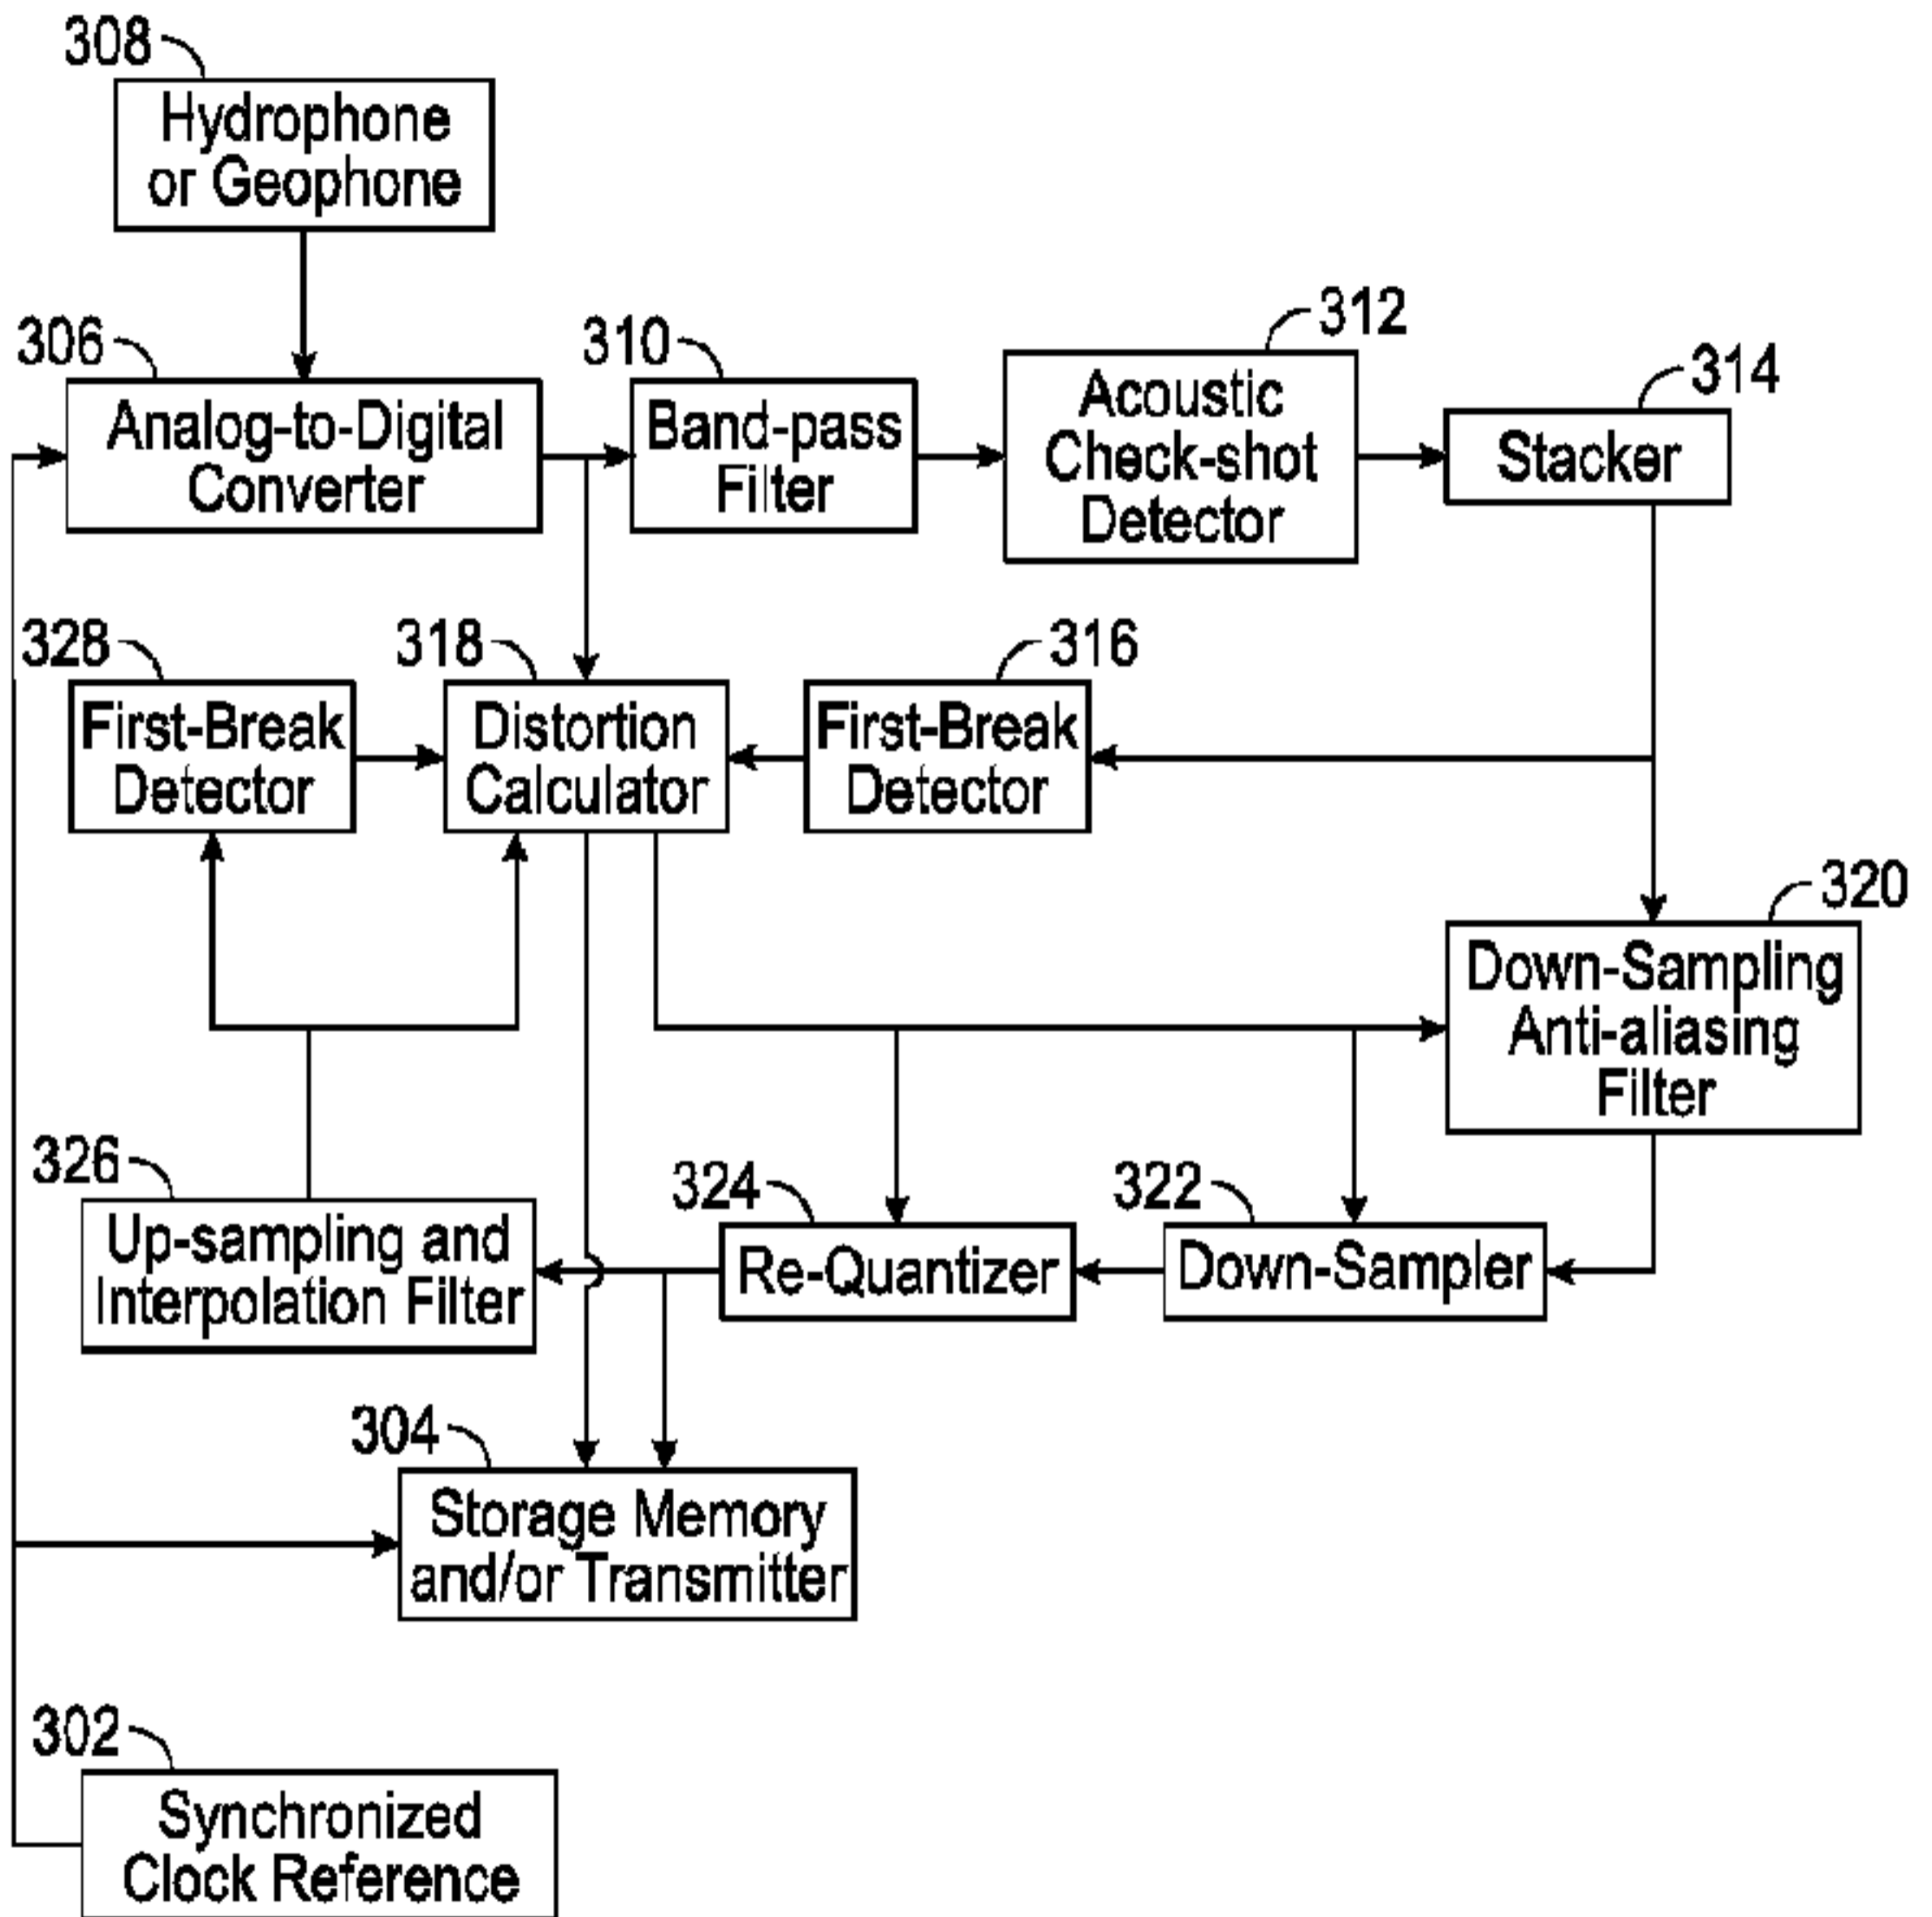 308
Hydrophone
or Geophone
306
Analog-to-Digital
Converter
310
Band-pass
Filter
312
Acoustic
Check-shot
Detector
314
Stacker
328
First-Break
Detector
318
Distortion
Calculator
316
First-Break
Detector
320
Down-Sampling
Anti-aliasing
Filter
326
Up-sampling and
Interpolation Filter
324
Re-Quantizer
322
Down-Sampler
304
Storage Memory
and/or Transmitter
302
Synchronized
Clock Reference